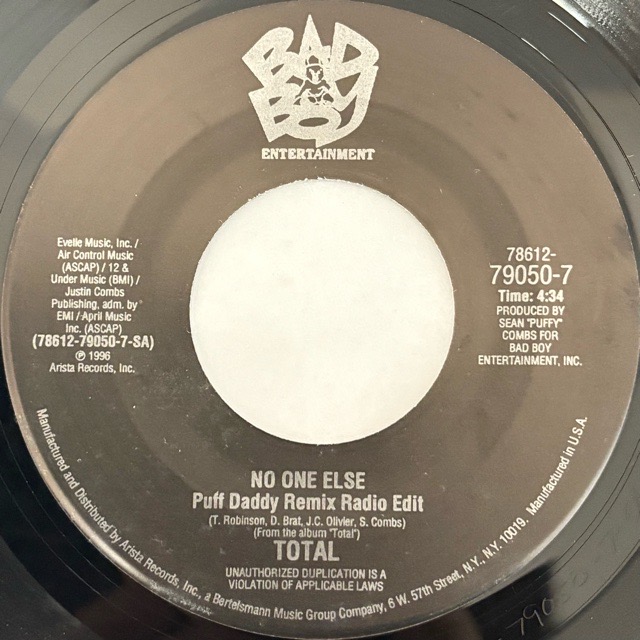 BAD
BOY
ENTERTAINMENT
Evelle Music, Inc. /
Air Control Music
(ASCAP) / 12 &
Under Music (BMI) /
Justin Combs
Publishing, adm. by
EMI / April Music
Inc. (ASCAP)
(78612-79050-7-SA)
℗ 1996
Arista Records, Inc.
78612-
79050-7
Time: 4:34
PRODUCED BY
SEAN "PUFFY"
COMBS FOR
BAD BOY
ENTERTAINMENT, INC.
NO ONE ELSE
Puff Daddy Remix Radio Edit
(T. Robinson, D. Brat, J.C. Olivier, S. Combs)
(From the album "Total")
TOTAL
UNAUTHORIZED DUPLICATION IS A
VIOLATION OF APPLICABLE LAWS
Manufactured and Distributed by Arista Records, Inc., a Bertelsmann Music Group Company, 6 W. 57th Street, N.Y., N.Y. 10019. Manufactured in U.S.A.